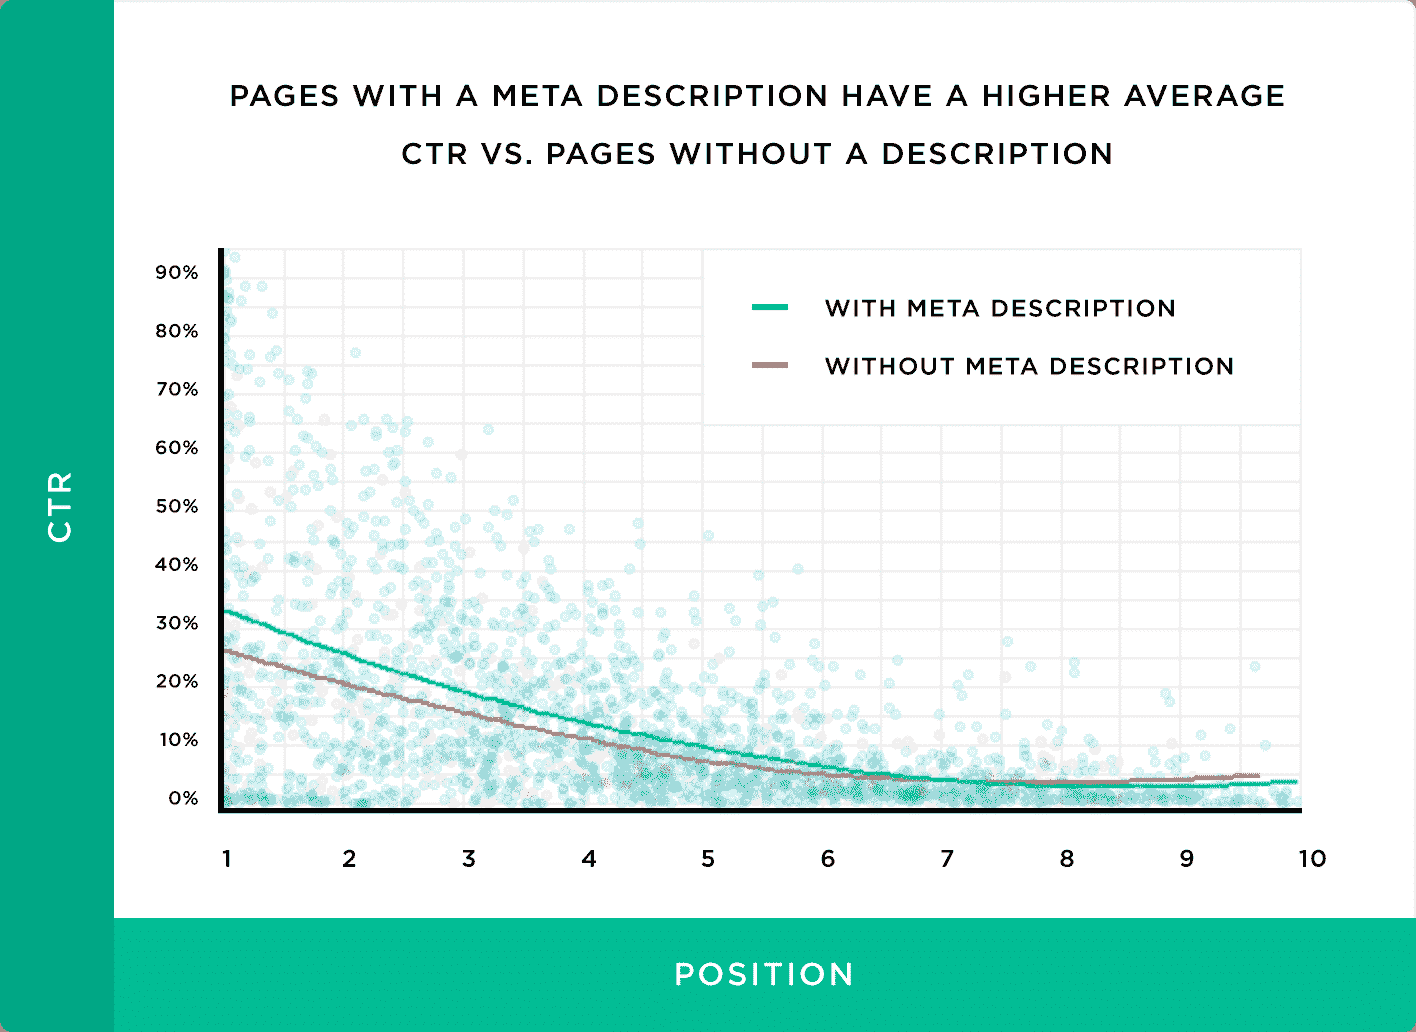 PAGES WITH A META DESCRIPTION HAVE A HIGHER AVERAGE
CTR VS. PAGES WITHOUT A DESCRIPTION
WITH META DESCRIPTION
WITHOUT META DESCRIPTION
CTR
90%
80%
70%
60%
50%
40%
30%
20%
10%
0%
1 2 3 4 5 6 7 8 9 10
POSITION